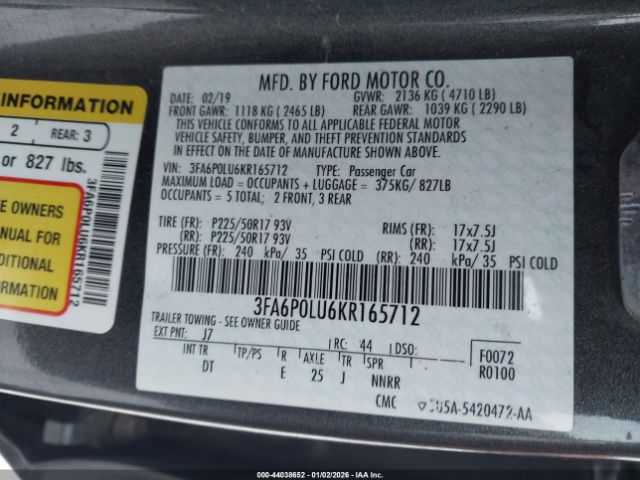 INFORMATION
2 REAR: 3
or 827 lbs.
E OWNERS
NUAL FOR
DITIONAL
ORMATION
3FA6P0LU6KR165712
MFD. BY FORD MOTOR CO.
DATE: 02/19 GVWR: 2136 KG ( 4710 LB)
FRONT GAWR: 1118 KG ( 2465 LB) REAR GAWR: 1039 KG ( 2290 LB)
THIS VEHICLE CONFORMS TO ALL APPLICABLE FEDERAL MOTOR
VEHICLE SAFETY, BUMPER, AND THEFT PREVENTION STANDARDS
IN EFFECT ON THE DATE OF MANUFACTURE SHOWN ABOVE.
VIN: 3FA6P0LU6KR165712 TYPE: Passenger Car
MAXIMUM LOAD = OCCUPANTS + LUGGAGE = 375KG/ 827LB
OCCUPANTS = 5 TOTAL; 2 FRONT, 3 REAR
TIRE (FR): P225/50R17 93V RIMS (FR): 17x7.5J
(RR): P225/50R17 93V (RR): 17x7.5J
PRESSURE (FR): 240 kPa/ 35 PSI COLD (RR): 240 kPa/ 35 PSI COLD
3FA6P0LU6KR165712
TRAILER TOWING - SEE OWNER GUIDE
EXT PNT: J7 RC: 44 DSO: F0072
INT TR TP/PS R AXLE TR SPR R0100
DT E 25 J NNRR
CMC 5U5A-5420472-AA
000-44038652 - 01/02/2026 - IAAI.COM